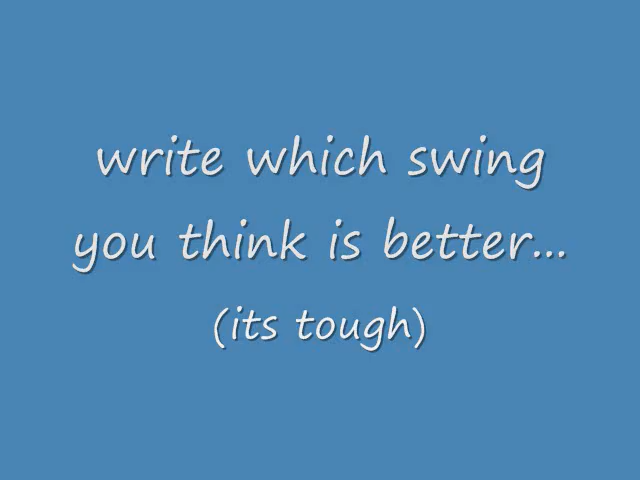 write which swing
you think is better...
(its tough)